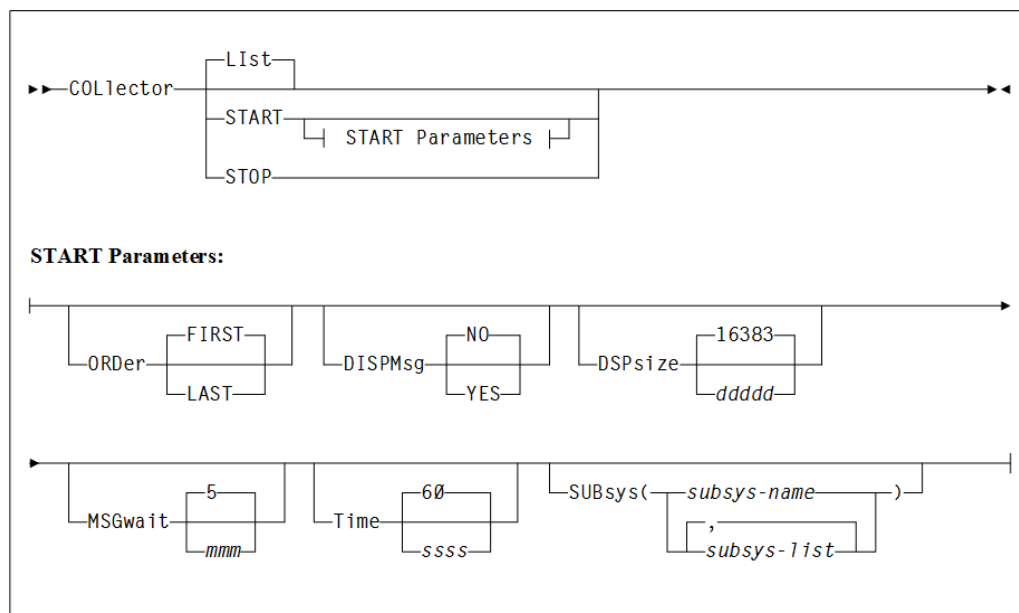 LIst
COLlector
START
START Parameters
STOP
START Parameters:
FIRST NO 16383
ORDer DISPMsg DSPsize
LAST YES ddddd
5 6Ø SUBsys( subsys-name )
MSGwait Time ,
mmm ssss subsys-list